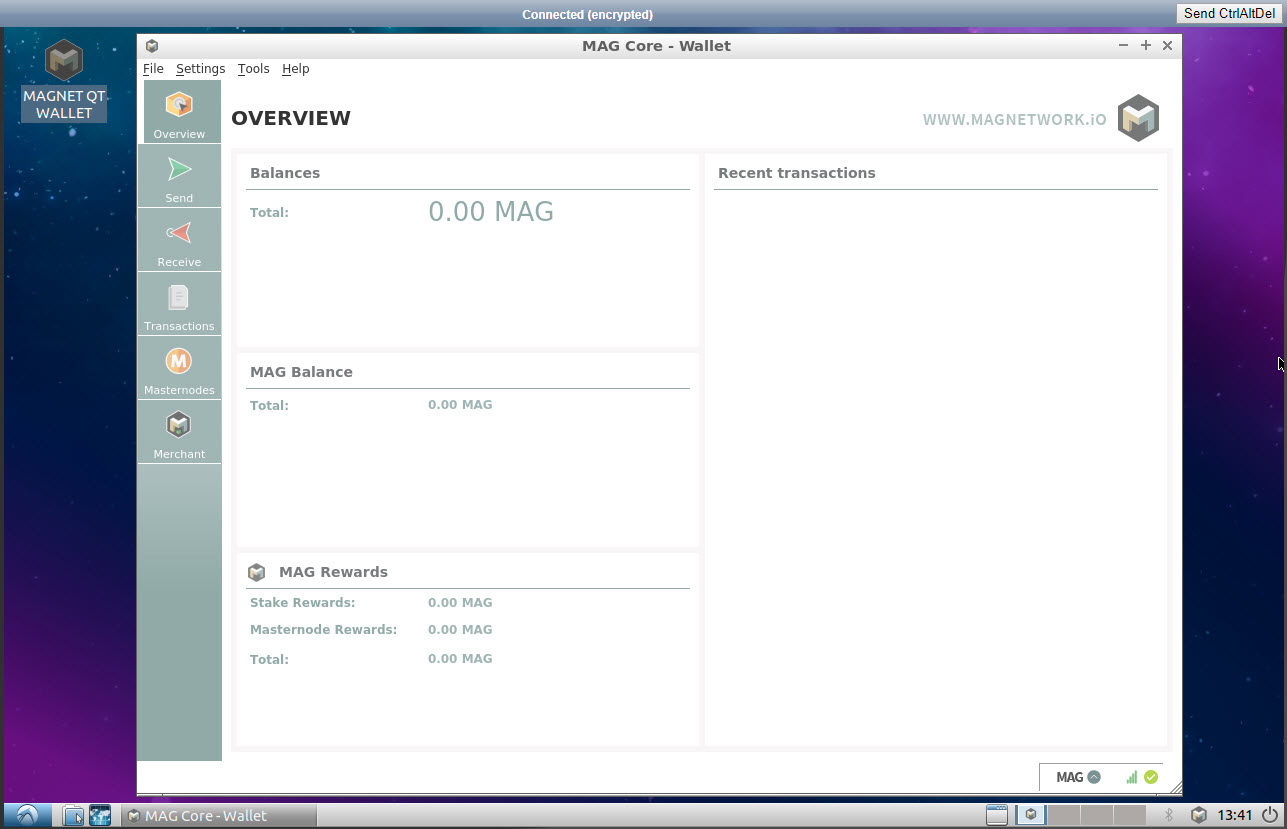 Connected (encrypted)
Send CtrlAltDel
MAGNET QT
WALLET
MAG Core - Wallet
File Settings Tools Help
Overview
Send
Receive
Transactions
M
Masternodes
Merchant
OVERVIEW
WWW.MAGNETWORK.iO
Balances
Total: 0.00 MAG
MAG Balance
Total: 0.00 MAG
MAG Rewards
Stake Rewards: 0.00 MAG
Masternode Rewards: 0.00 MAG
Total: 0.00 MAG
Recent transactions
MAG
MAG Core - Wallet
13:41